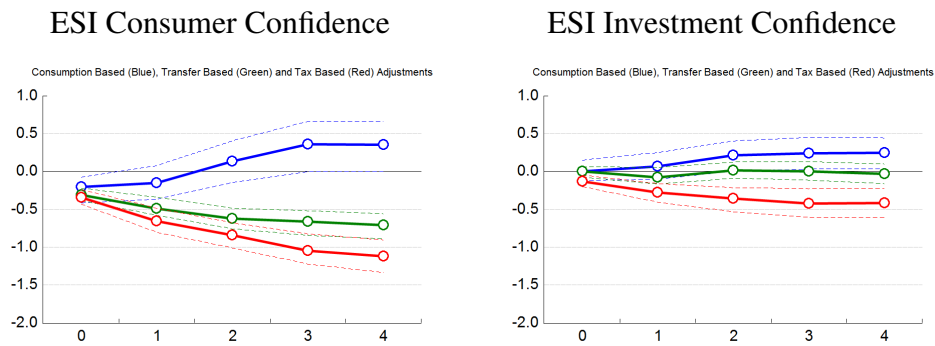 ESI Consumer Confidence
Consumption Based (Blue), Transfer Based (Green) and Tax Based (Red) Adjustments
1.0
0.5
0.0
-0.5
-1.0
-1.5
-2.0
0 1 2 3 4
ESI Investment Confidence
Consumption Based (Blue), Transfer Based (Green) and Tax Based (Red) Adjustments
1.0
0.5
0.0
-0.5
-1.0
-1.5
-2.0
0 1 2 3 4